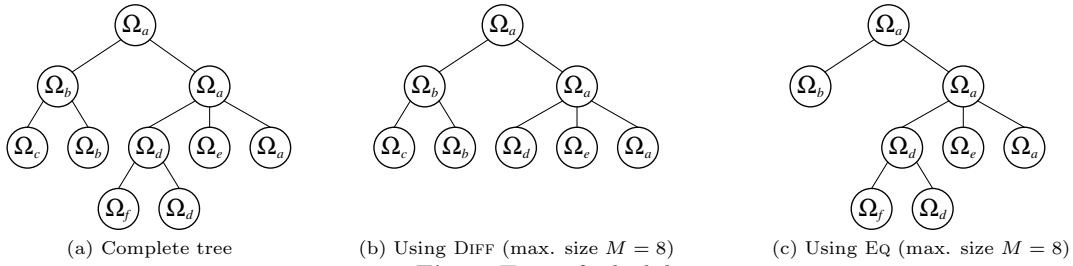 Ωa
Ωb Ωa
Ωc Ωb Ωd Ωe Ωa
Ωf Ωd
(a) Complete tree
Ωa
Ωb Ωa
Ωc Ωb Ωd Ωe Ωa
(b) Using DIFF (max. size M = 8)
Ωa
Ωb Ωa
Ωd Ωe Ωa
Ωf Ωd
(c) Using EQ (max. size M = 8)